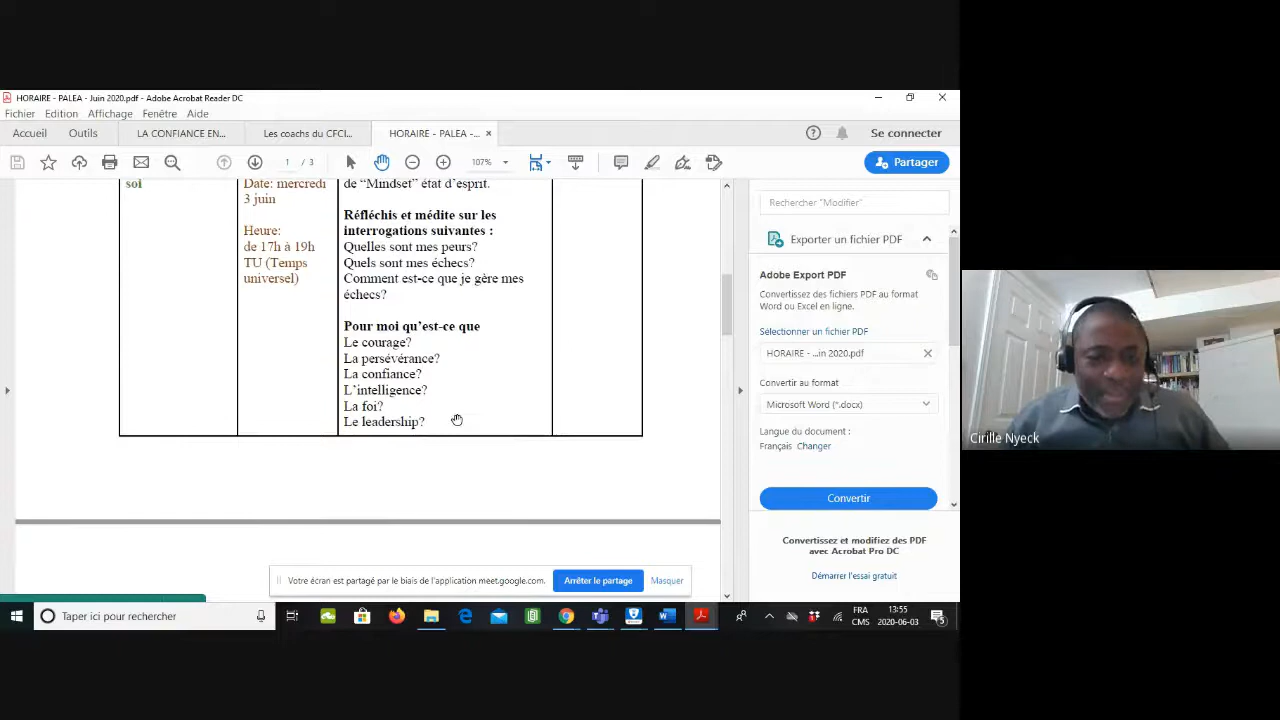 HORAIRE - PALEA - Juin 2020.pdf - Adobe Acrobat Reader DC
Fichier Edition Affichage Fenêtre Aide
Accueil Outils LA CONFIANCE EN... Les coachs du CFCI... HORAIRE - PALEA -... × Se connecter
1 / 3 107% Partager
soi
Date: mercredi
3 juin
Heure:
de 17h à 19h
TU (Temps
universel)
de “Mindset” état d’esprit.
Réfléchis et médite sur les
interrogations suivantes :
Quelles sont mes peurs?
Quels sont mes échecs?
Comment est-ce que je gère mes
échecs?
Pour moi qu’est-ce que
Le courage?
La persévérance?
La confiance?
L’intelligence?
La foi?
Le leadership?
Rechercher "Modifier"
Exporter un fichier PDF
Adobe Export PDF
Convertissez des fichiers PDF au format
Word ou Excel en ligne.
Sélectionner un fichier PDF
HORAIRE - ...in 2020.pdf
Convertir au format
Microsoft Word (*.docx)
Langue du document :
Français Changer
Convertir
Convertissez et modifiez des PDF
avec Acrobat Pro DC
Démarrer l'essai gratuit
Cirille Nyeck
Votre écran est partagé par le biais de l'application meet.google.com. Arrêter le partage Masquer
Taper ici pour rechercher
FRA
CMS
13:55
2020-06-03
5